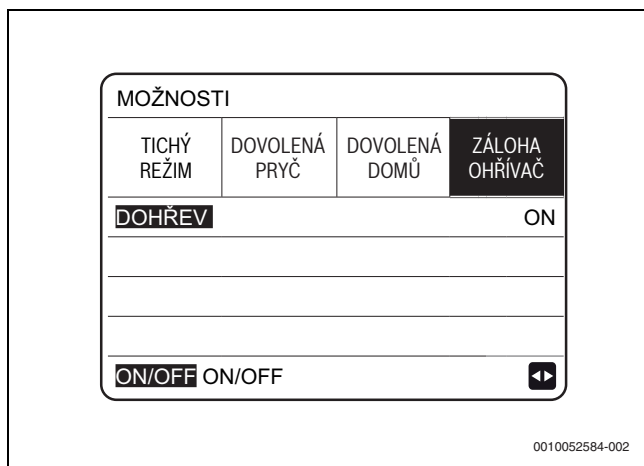 MOŽNOSTI
TICHÝ REŽIM
DOVOLENÁ PRYČ
DOVOLENÁ DOMŮ
ZÁLOHA OHŘÍVAČ
DOHŘEV ON
ON/OFF ON/OFF
0010052584-002